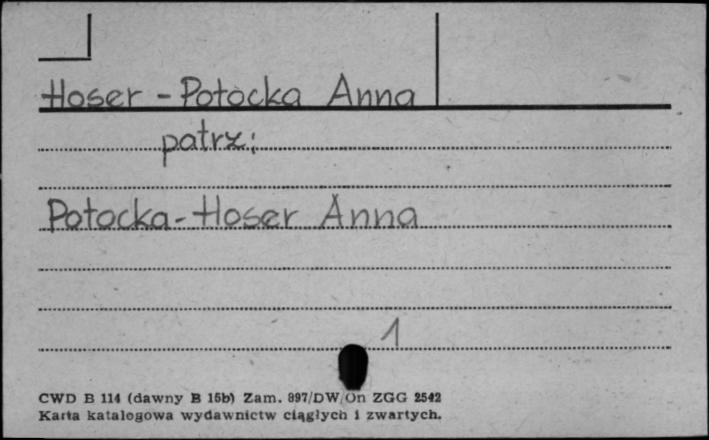 Hoser - Potocka Anna
patrz:
Potocka - Hoser Anna
1
CWD B 114 (dawny B 15b) Zam. 897/DW/On ZGG 2542
Karta katalogowa wydawnictw ciągłych i zwartych.